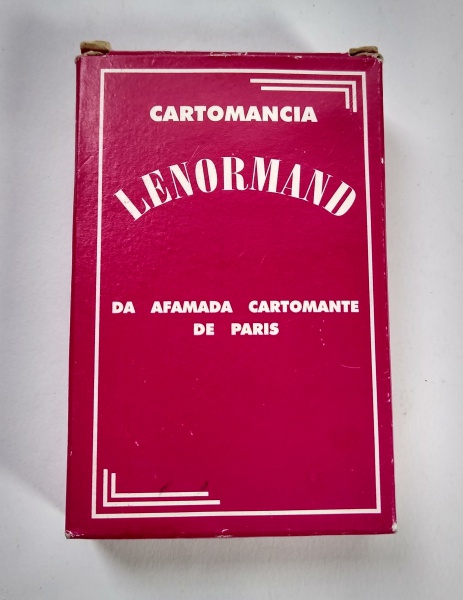 CARTOMANCIA
LENORMAND
DA AFAMADA CARTOMANTE
DE PARIS